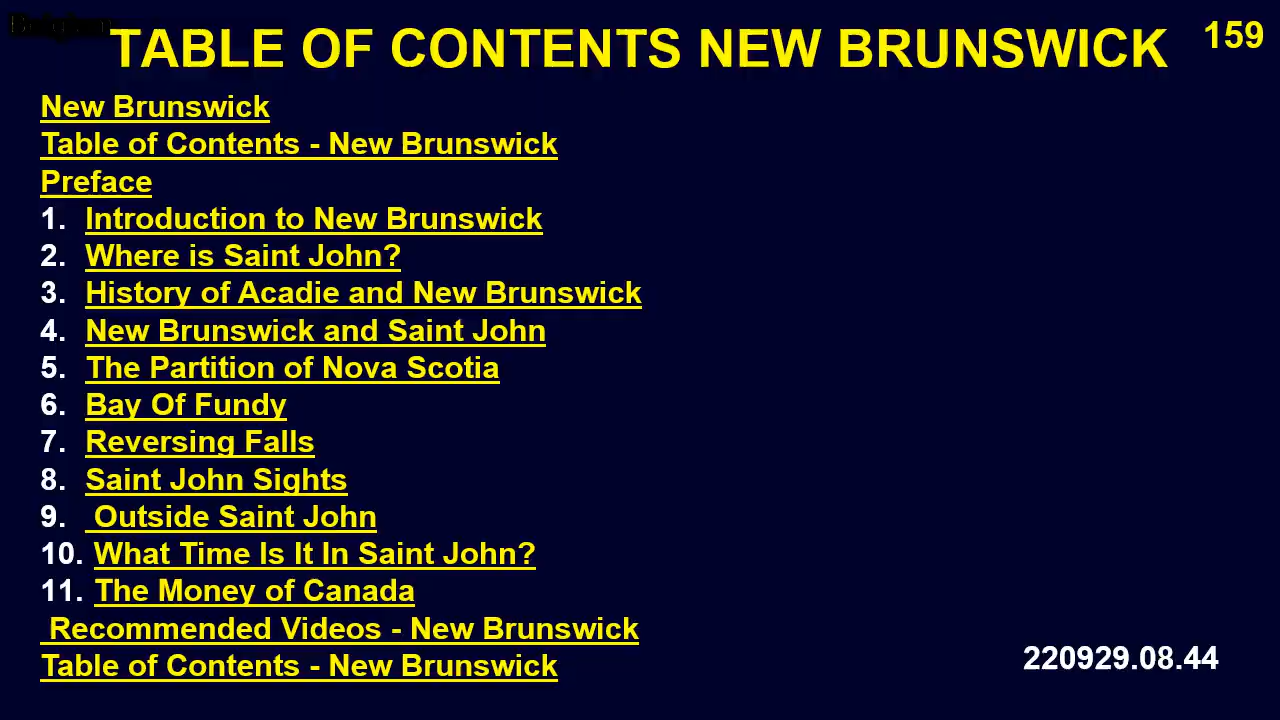 TABLE OF CONTENTS NEW BRUNSWICK
159
New Brunswick
Table of Contents - New Brunswick
Preface
1. Introduction to New Brunswick
2. Where is Saint John?
3. History of Acadie and New Brunswick
4. New Brunswick and Saint John
5. The Partition of Nova Scotia
6. Bay Of Fundy
7. Reversing Falls
8. Saint John Sights
9. Outside Saint John
10. What Time Is It In Saint John?
11. The Money of Canada
Recommended Videos - New Brunswick
Table of Contents - New Brunswick
220929.08.44